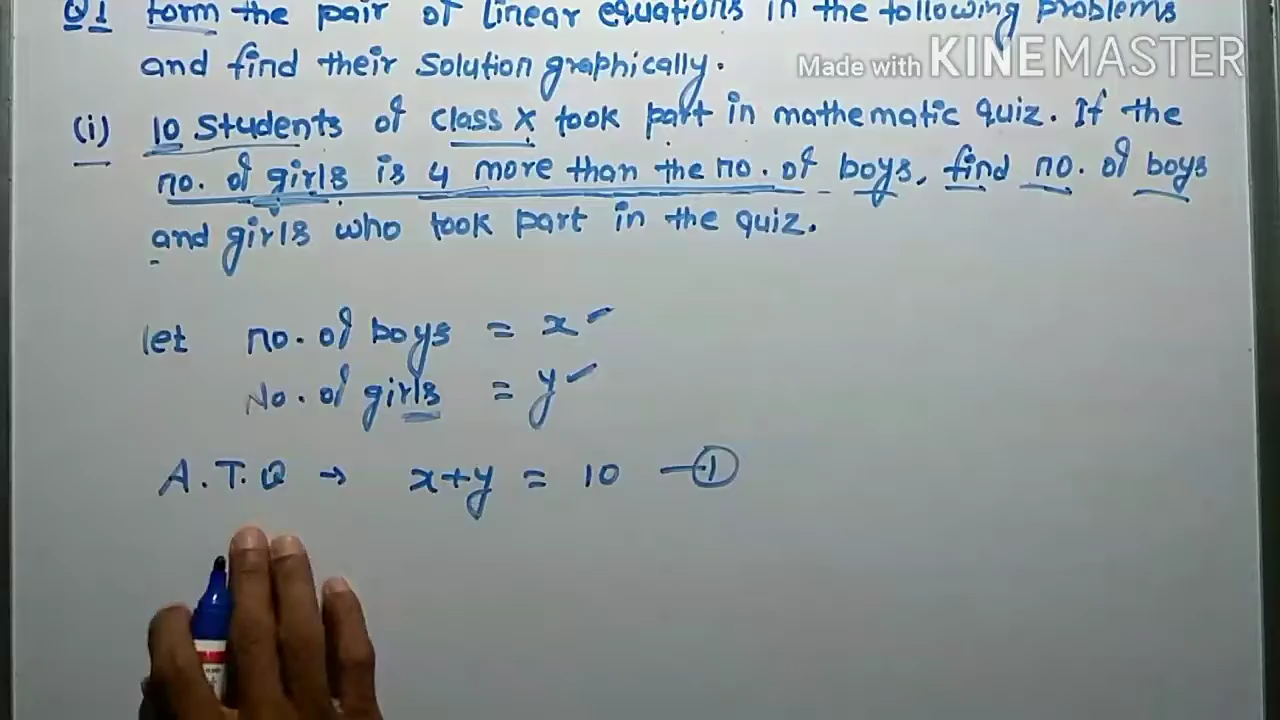 Q1 form the pair of linear equations in the following problems
and find their solution graphically.
Made with KINEMASTER
(i) 10 students of class X took part in mathematic quiz. If the
no. of girls is 4 more than the no. of boys, find no. of boys
and girls who took part in the quiz.
let no. of boys = x
No. of girls = y
A.T.Q → x+y = 10 —①